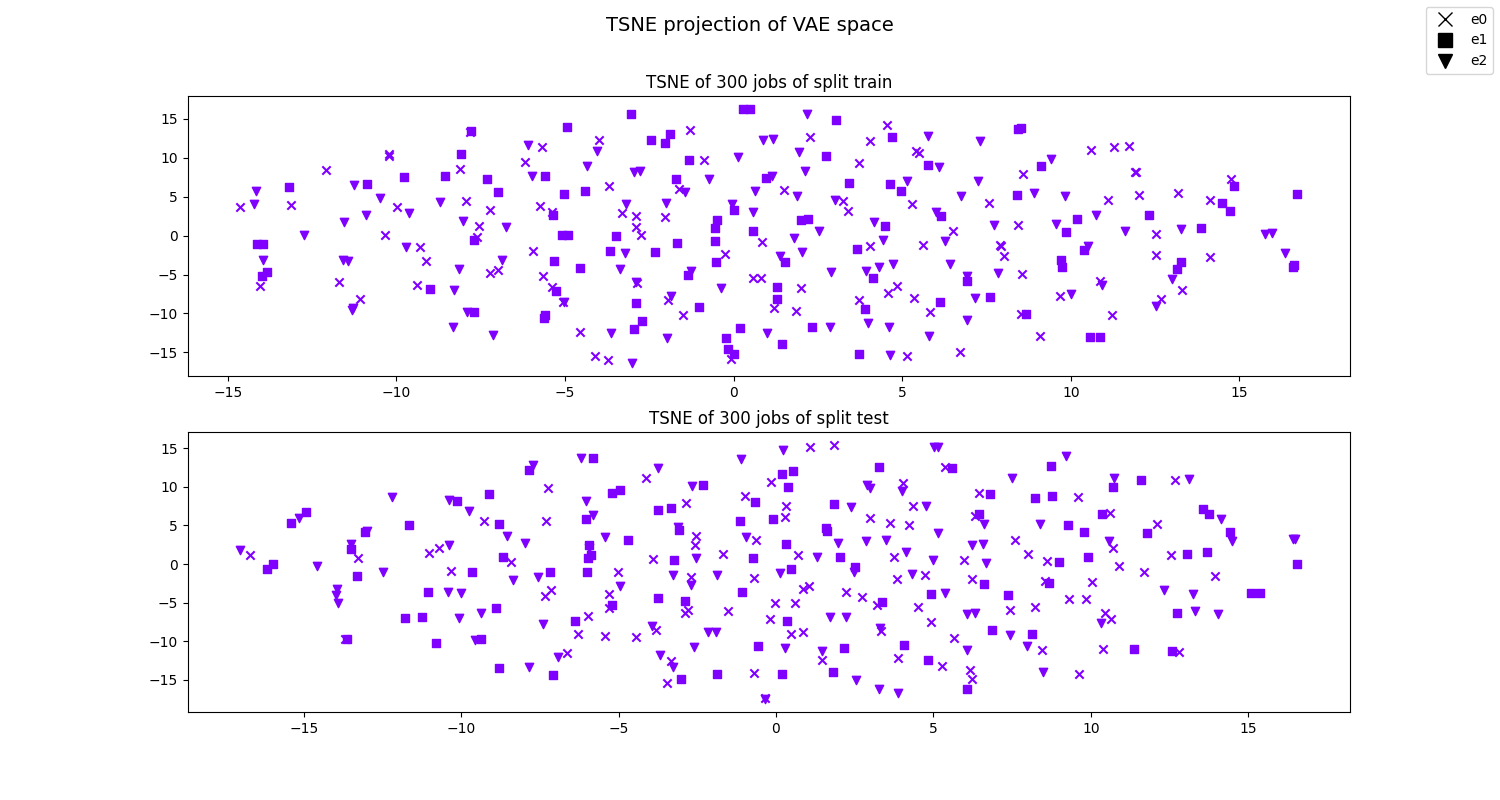 TSNE projection of VAE space
e0
e1
e2
TSNE of 300 jobs of split train
15
10
5
0
−5
−10
−15
−15 −10 −5 0 5 10 15
TSNE of 300 jobs of split test
15
10
5
0
−5
−10
−15
−15 −10 −5 0 5 10 15